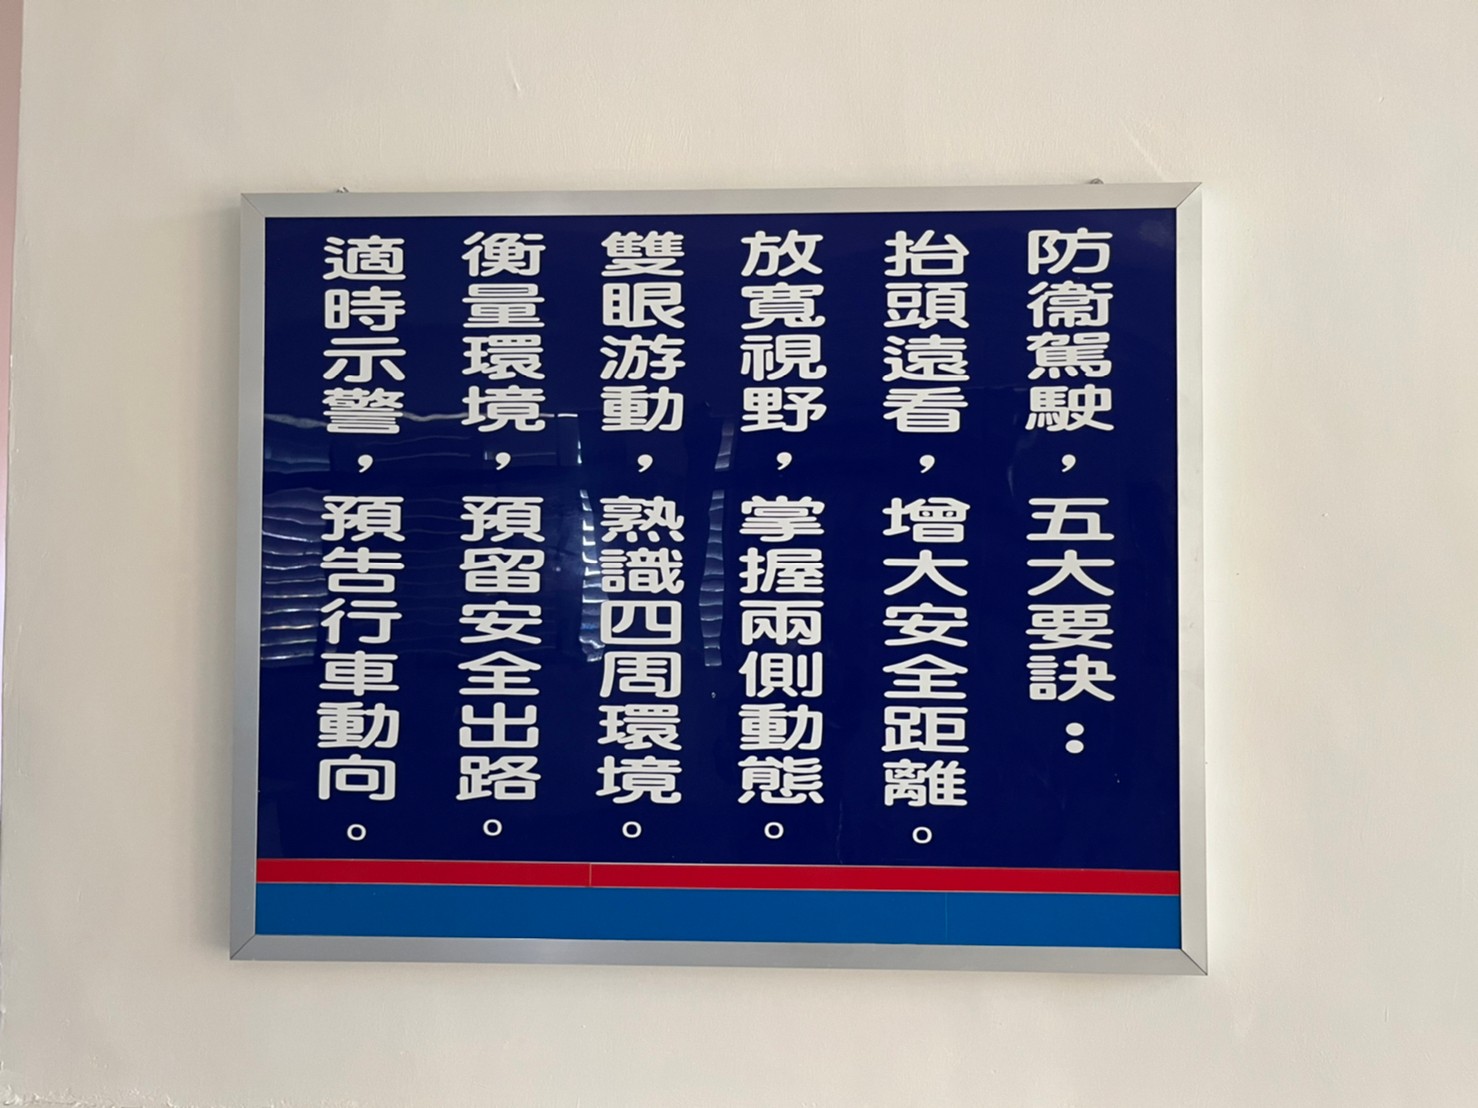 防衞駕駛，五大要訣：
抬頭遠看，增大安全距離。
放寬視野，掌握兩側動態。
雙眼游動，熟識四周環境。
衡量環境，預留安全出路。
適時示警，預告行車動向。